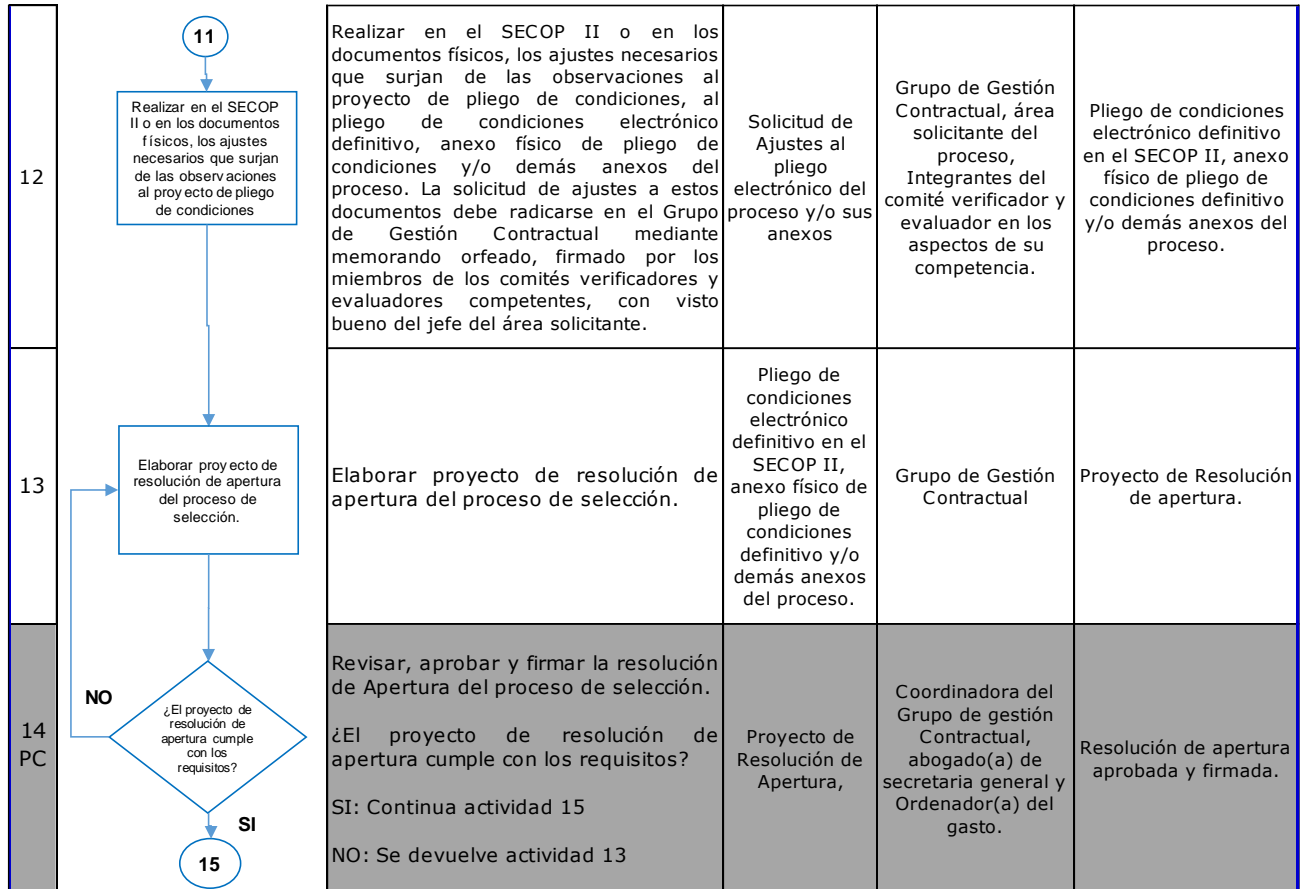 12
11
Realizar en el SECOP
II o en los documentos
físicos, los ajustes
necesarios que surjan
de las observaciones
al proyecto de pliego
de condiciones
Realizar en el SECOP II o en los
documentos físicos, los ajustes necesarios
que surjan de las observaciones al
proyecto de pliego de condiciones, al
pliego de condiciones electrónico
definitivo, anexo físico de pliego de
condiciones y/o demás anexos del
proceso. La solicitud de ajustes a estos
documentos debe radicarse en el Grupo
de Gestión Contractual mediante
memorando orfeado, firmado por los
miembros de los comités verificadores y
evaluadores competentes, con visto
bueno del jefe del área solicitante.
Solicitud de
Ajustes al
pliego
electrónico del
proceso y/o sus
anexos
Grupo de Gestión
Contractual, área
solicitante del
proceso,
Integrantes del
comité verificador y
evaluador en los
aspectos de su
competencia.
Pliego de condiciones
electrónico definitivo
en el SECOP II, anexo
físico de pliego de
condiciones definitivo
y/o demás anexos del
proceso.
13
Elaborar proyecto de
resolución de apertura
del proceso de
selección.
Elaborar proyecto de resolución de
apertura del proceso de selección.
Pliego de
condiciones
electrónico
definitivo en el
SECOP II,
anexo físico de
pliego de
condiciones
definitivo y/o
demás anexos
del proceso.
Grupo de Gestión
Contractual
Proyecto de Resolución
de apertura.
14
PC
NO
¿El proyecto de
resolución de
apertura cumple
con los
requisitos?
SI
15
Revisar, aprobar y firmar la resolución
de Apertura del proceso de selección.
¿El proyecto de resolución de
apertura cumple con los requisitos?
SI: Continua actividad 15
NO: Se devuelve actividad 13
Proyecto de
Resolución de
Apertura,
Coordinadora del
Grupo de gestión
Contractual,
abogado(a) de
secretaria general y
Ordenador(a) del
gasto.
Resolución de apertura
aprobada y firmada.